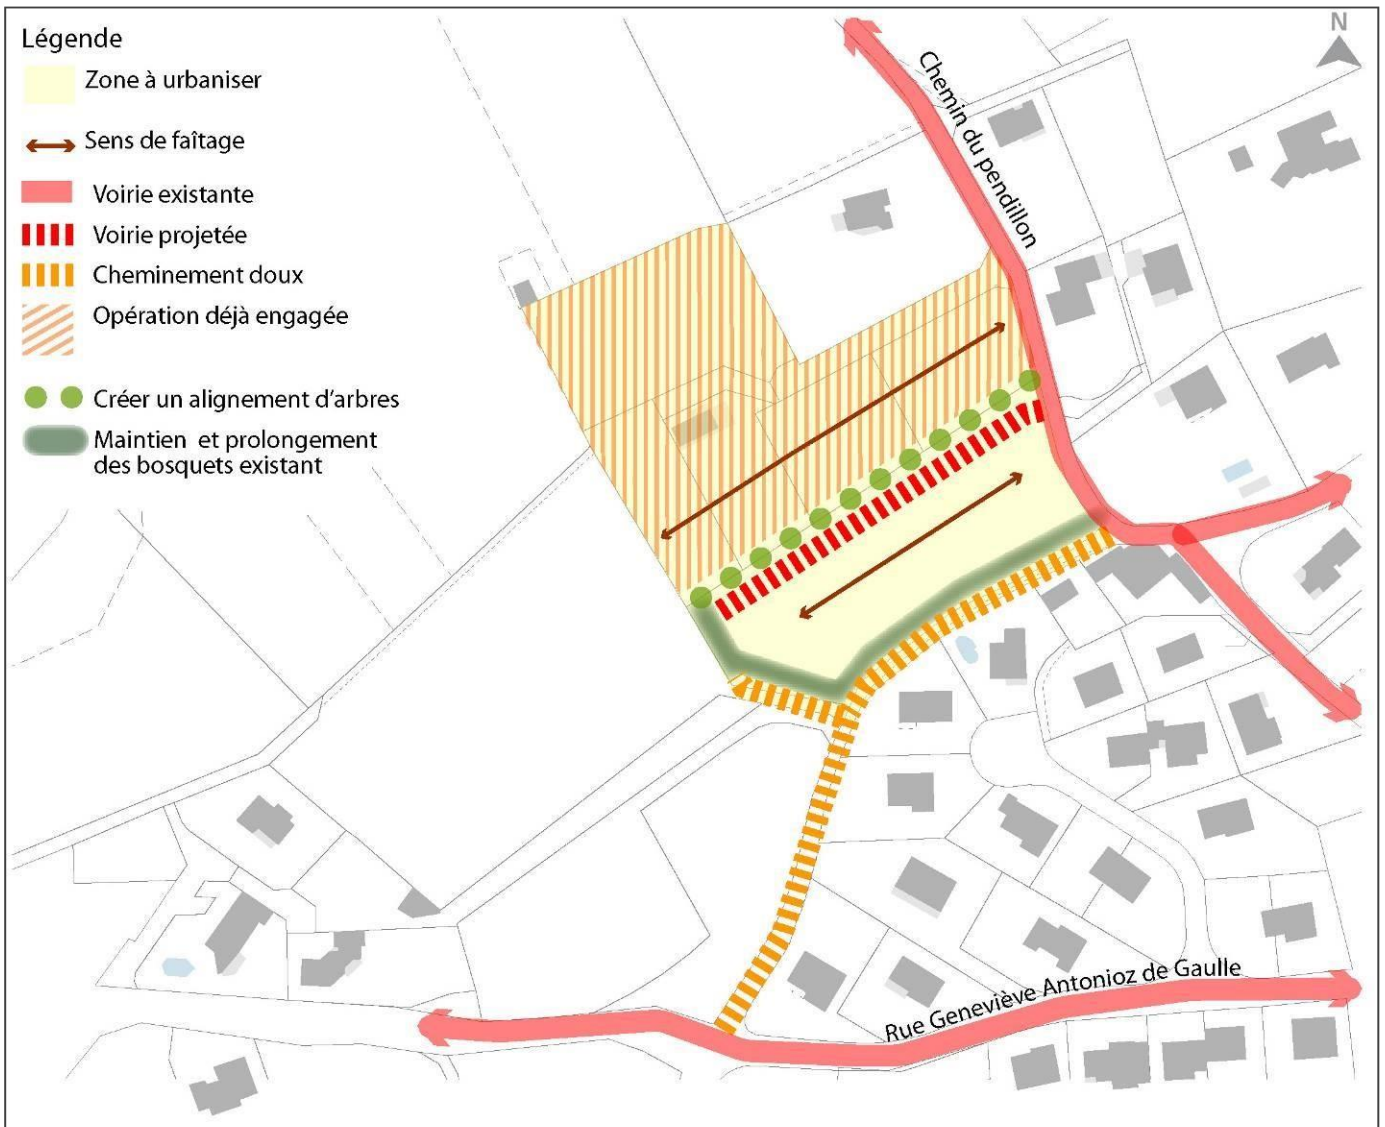 Légende
Zone à urbaniser
Sens de faîtage
Voirie existante
Voirie projetée
Cheminement doux
Opération déjà engagée
Créer un alignement d'arbres
Maintien et prolongement
des bosquets existant
N
Chemin du pendillon
Rue Geneviève Antonioz de Gaulle